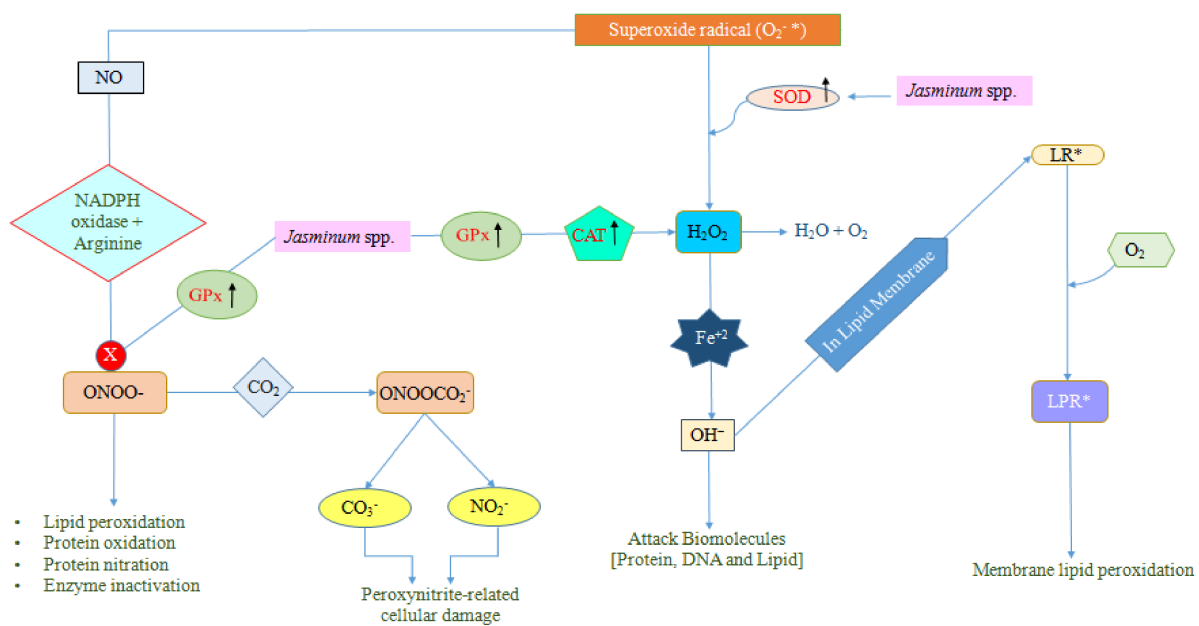 Superoxide radical (O₂⁻ *)
NO
SOD
Jasminum spp.
LR*
NADPH
oxidase +
Arginine
Jasminum spp.
GPx
CAT
H₂O₂
H₂O + O₂
O₂
GPx
In Lipid Membrane
Fe⁺²
X
ONOO-
CO₂
ONOOCO₂⁻
LPR*
OH⁻
CO₃⁻
NO₂⁻
• Lipid peroxidation
• Protein oxidation
• Protein nitration
• Enzyme inactivation
Attack Biomolecules
[Protein, DNA and Lipid]
Membrane lipid peroxidation
Peroxynitrite-related
cellular damage